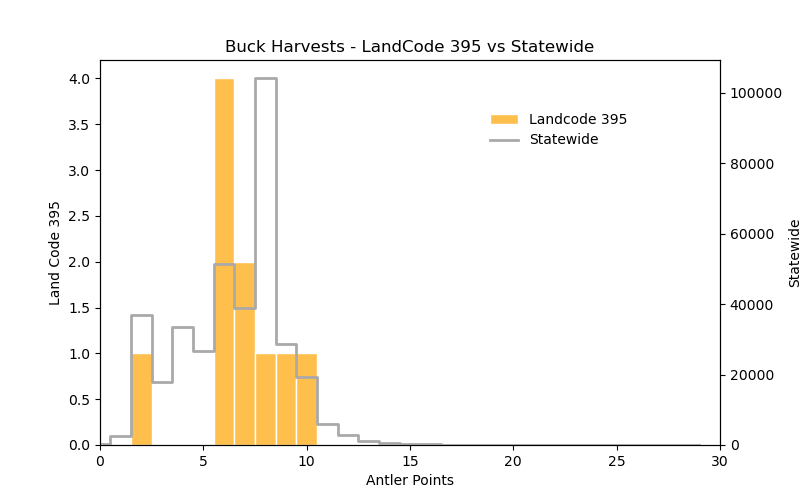 Buck Harvests - LandCode 395 vs Statewide
4.0
3.5
3.0
2.5
2.0
1.5
1.0
0.5
0.0
Land Code 395
Landcode 395
Statewide
100000
80000
60000
40000
20000
0
Statewide
0 5 10 15 20 25 30
Antler Points